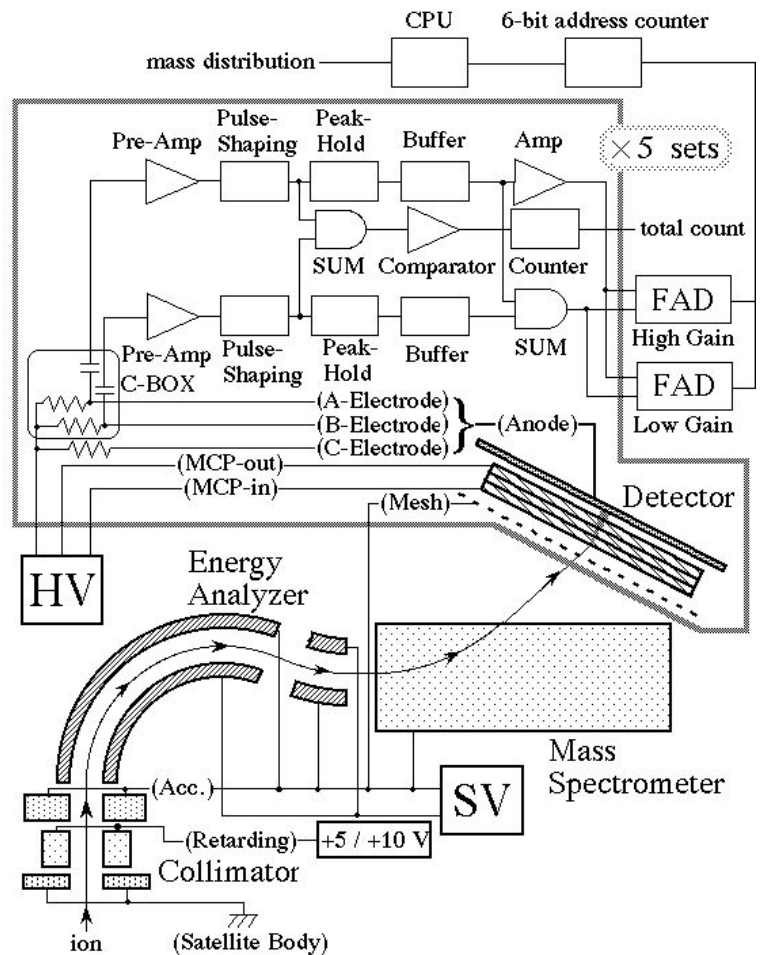 CPU
6-bit address counter
mass distribution
× 5 sets
Pre-Amp
Pulse-
Shaping
Peak-
Hold
Buffer
Amp
SUM
Comparator
Counter
total count
Pre-Amp
Pulse-
Shaping
Peak-
Hold
Buffer
SUM
FAD
High Gain
FAD
Low Gain
C-BOX
(A-Electrode)
(B-Electrode)
(C-Electrode)
(Anode)
(MCP-out)
(MCP-in)
(Mesh)
Detector
HV
Energy
Analyzer
Mass
Spectrometer
(Acc.)
SV
(Retarding)
+5 / +10 V
Collimator
ion
(Satellite Body)